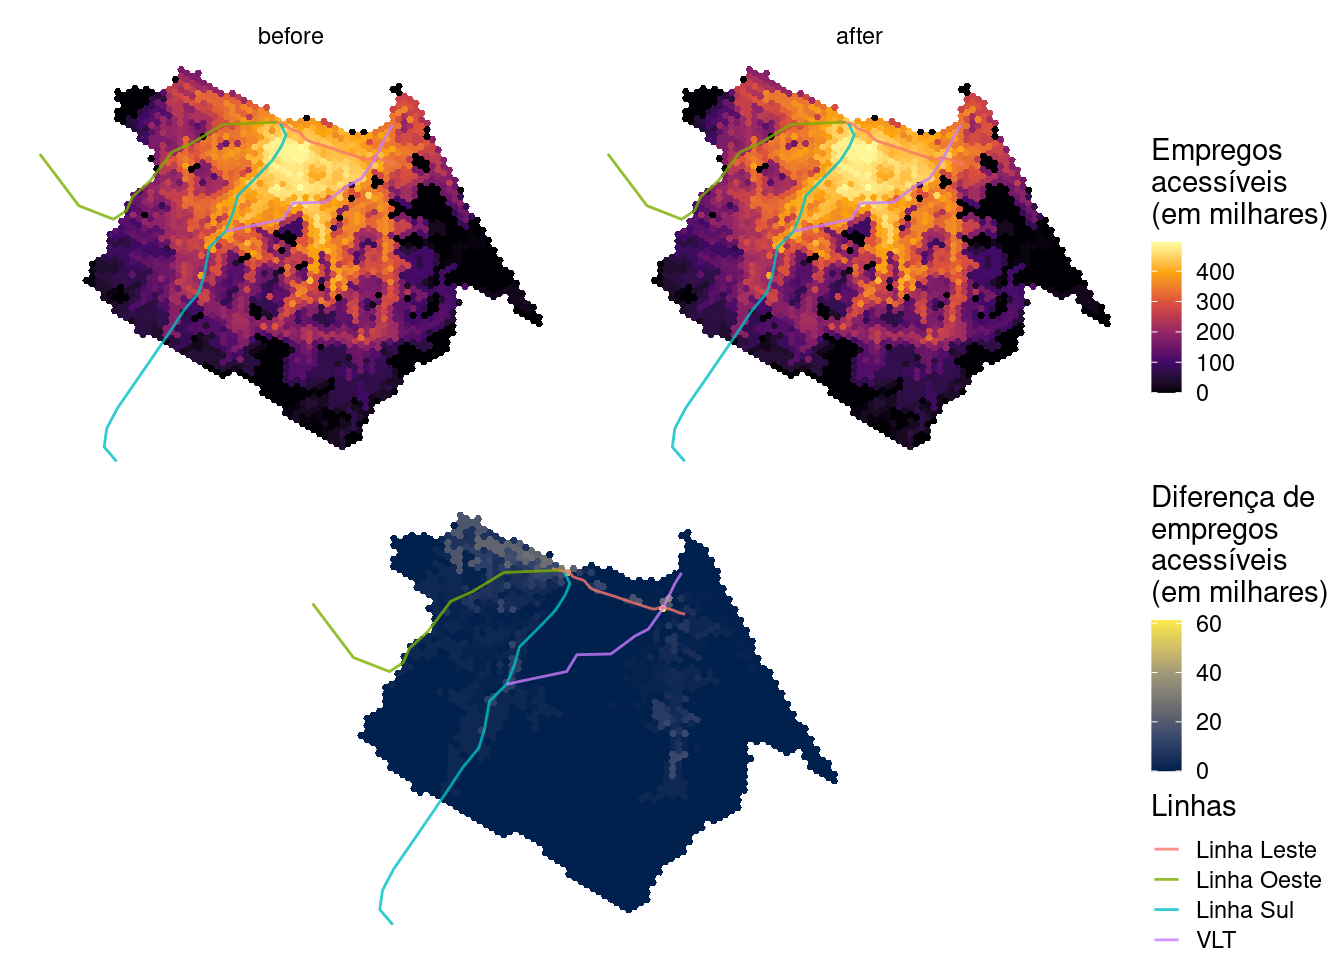 before
after
Empregos
acessíveis
(em milhares)
400
300
200
100
0
Diferença de
empregos
acessíveis
(em milhares)
60
40
20
0
Linhas
Linha Leste
Linha Oeste
Linha Sul
VLT